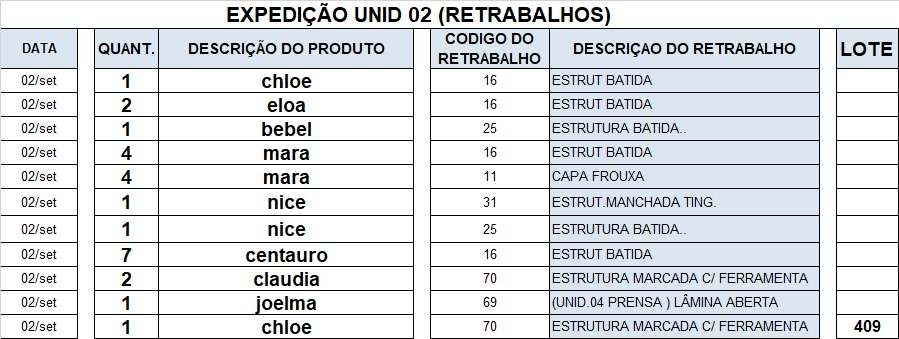 EXPEDIÇÃO UNID 02 (RETRABALHOS)
DATA QUANT. DESCRIÇÃO DO PRODUTO CODIGO DO RETRABALHO DESCRIÇAO DO RETRABALHO LOTE
02/set 1 chloe 16 ESTRUT BATIDA
02/set 2 eloa 16 ESTRUT BATIDA
02/set 1 bebel 25 ESTRUTURA BATIDA..
02/set 4 mara 16 ESTRUT BATIDA
02/set 4 mara 11 CAPA FROUXA
02/set 1 nice 31 ESTRUT.MANCHADA TING.
02/set 1 nice 25 ESTRUTURA BATIDA..
02/set 7 centauro 16 ESTRUT BATIDA
02/set 2 claudia 70 ESTRUTURA MARCADA C/ FERRAMENTA
02/set 1 joelma 69 (UNID.04 PRENSA ) LÂMINA ABERTA
02/set 1 chloe 70 ESTRUTURA MARCADA C/ FERRAMENTA 409